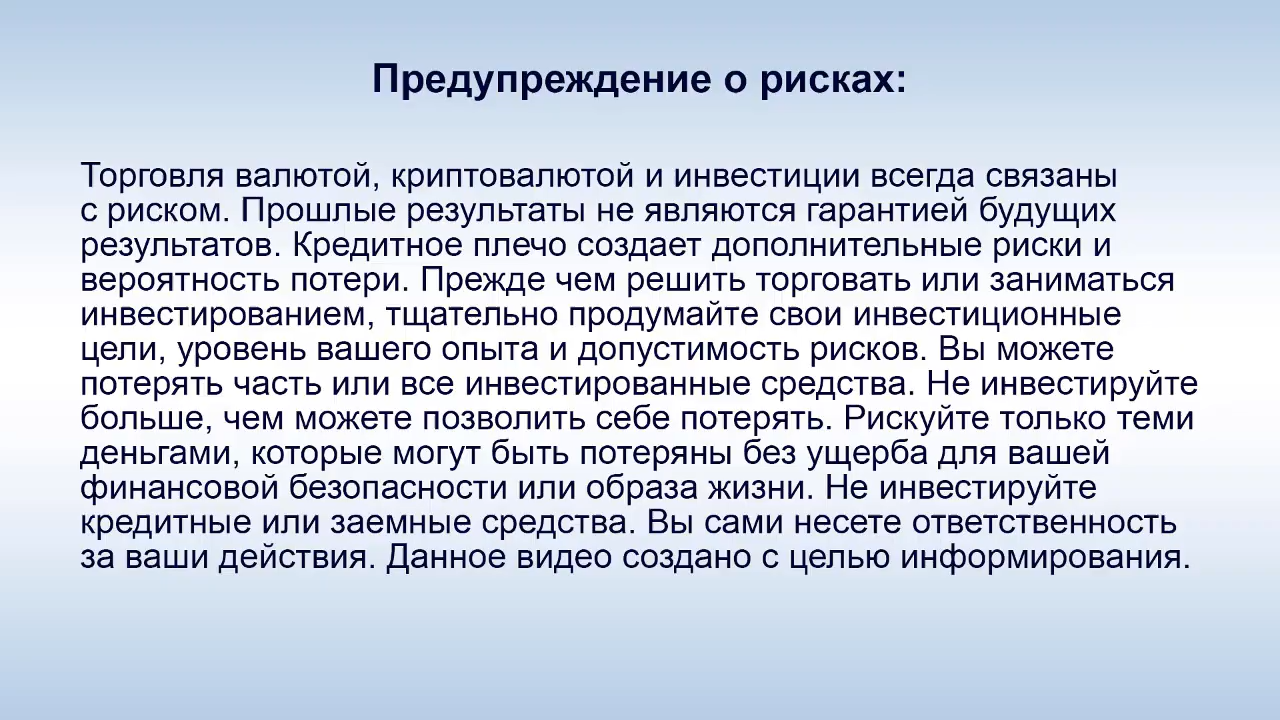 Предупреждение о рисках:
Торговля валютой, криптовалютой и инвестиции всегда связаны
с риском. Прошлые результаты не являются гарантией будущих
результатов. Кредитное плечо создает дополнительные риски и
вероятность потери. Прежде чем решить торговать или заниматься
инвестированием, тщательно продумайте свои инвестиционные
цели, уровень вашего опыта и допустимость рисков. Вы можете
потерять часть или все инвестированные средства. Не инвестируйте
больше, чем можете позволить себе потерять. Рискуйте только теми
деньгами, которые могут быть потеряны без ущерба для вашей
финансовой безопасности или образа жизни. Не инвестируйте
кредитные или заемные средства. Вы сами несете ответственность
за ваши действия. Данное видео создано с целью информирования.